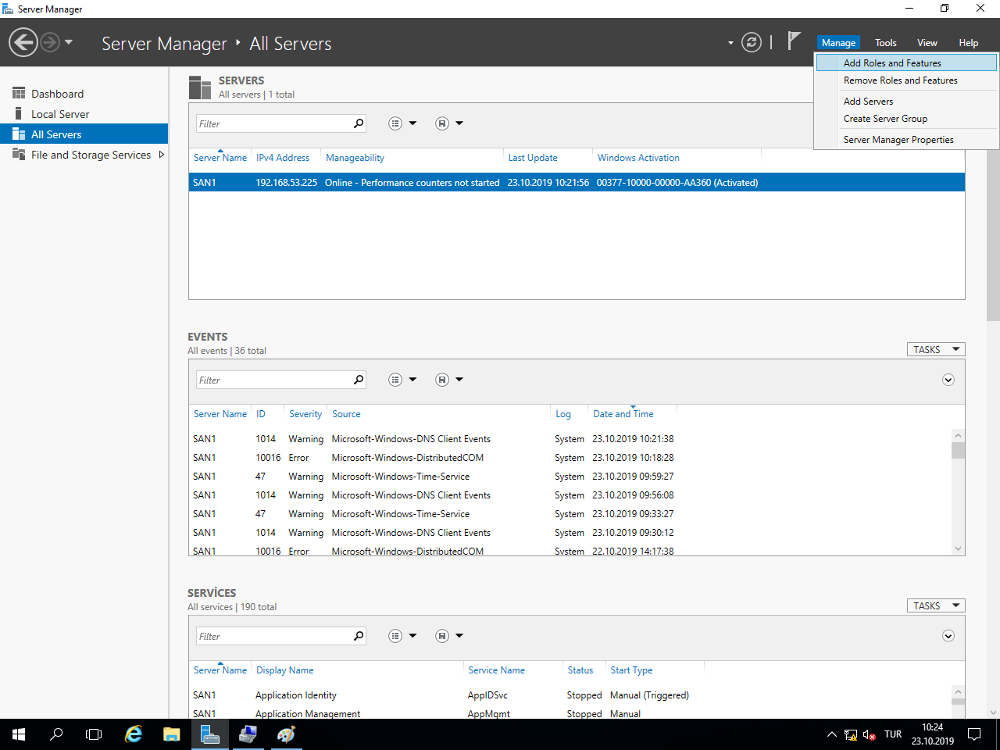 Server Manager
Server Manager ‣ All Servers
Manage Tools View Help
Add Roles and Features
Remove Roles and Features
Add Servers
Create Server Group
Server Manager Properties
Dashboard
Local Server
All Servers
File and Storage Services
SERVERS
All servers | 1 total
Filter
Server Name IPv4 Address Manageability Last Update Windows Activation
SAN1 192.168.53.225 Online - Performance counters not started 23.10.2019 10:21:56 00377-10000-00000-AA360 (Activated)
EVENTS
All events | 36 total
TASKS
Filter
Server Name ID Severity Source Log Date and Time
SAN1 1014 Warning Microsoft-Windows-DNS Client Events System 23.10.2019 10:21:38
SAN1 10016 Error Microsoft-Windows-DistributedCOM System 23.10.2019 10:18:28
SAN1 47 Warning Microsoft-Windows-Time-Service System 23.10.2019 09:59:27
SAN1 1014 Warning Microsoft-Windows-DNS Client Events System 23.10.2019 09:56:08
SAN1 47 Warning Microsoft-Windows-Time-Service System 23.10.2019 09:33:27
SAN1 1014 Warning Microsoft-Windows-DNS Client Events System 23.10.2019 09:30:12
SAN1 10016 Error Microsoft-Windows-DistributedCOM System 22.10.2019 14:17:38
SERVİCES
All services | 190 total
TASKS
Filter
Server Name Display Name Service Name Status Start Type
SAN1 Application Identity AppIDSvc Stopped Manual (Triggered)
SAN1 Application Management AppMgmt Stopped Manual
TUR
10:24
23.10.2019